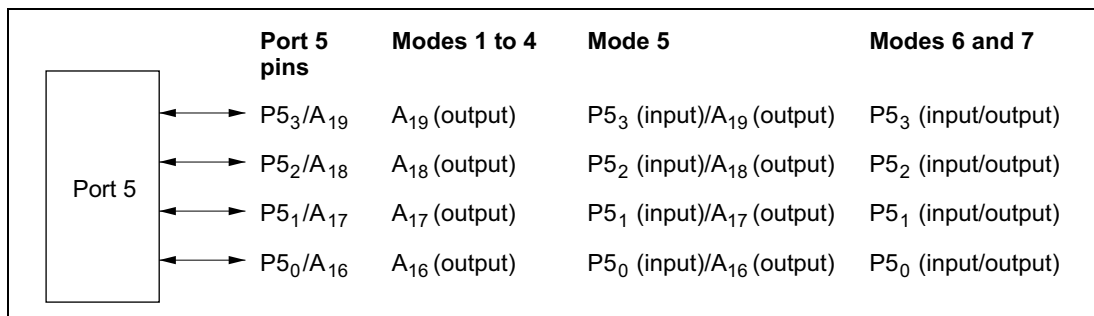 Port 5 pins Modes 1 to 4 Mode 5 Modes 6 and 7
P5₃/A₁₉ A₁₉ (output) P5₃ (input)/A₁₉ (output) P5₃ (input/output)
P5₂/A₁₈ A₁₈ (output) P5₂ (input)/A₁₈ (output) P5₂ (input/output)
Port 5
P5₁/A₁₇ A₁₇ (output) P5₁ (input)/A₁₇ (output) P5₁ (input/output)
P5₀/A₁₆ A₁₆ (output) P5₀ (input)/A₁₆ (output) P5₀ (input/output)